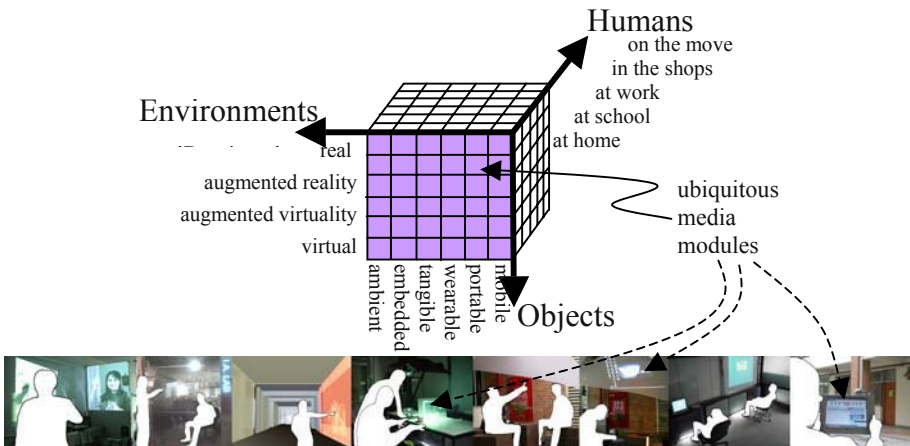 Humans
on the move
in the shops
at work
at school
at home
Environments
real
augmented reality
augmented virtuality
virtual
ubiquitous
media
modules
ambient
embedded
tangible
wearable
portable
mobile
Objects